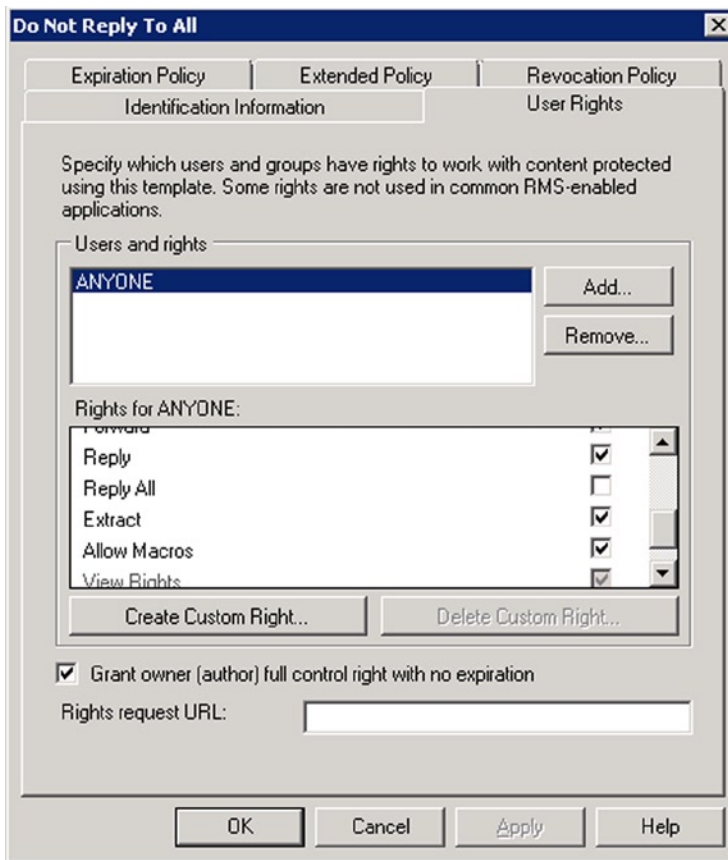 Do Not Reply To All
Expiration Policy
Extended Policy
Revocation Policy
Identification Information
User Rights
Specify which users and groups have rights to work with content protected
using this template. Some rights are not used in common RMS-enabled
applications.
Users and rights
ANYONE
Add...
Remove...
Rights for ANYONE:
Forward
Reply
Reply All
Extract
Allow Macros
View Rights
Create Custom Right...
Delete Custom Right...
Grant owner (author) full control right with no expiration
Rights request URL:
OK
Cancel
Apply
Help